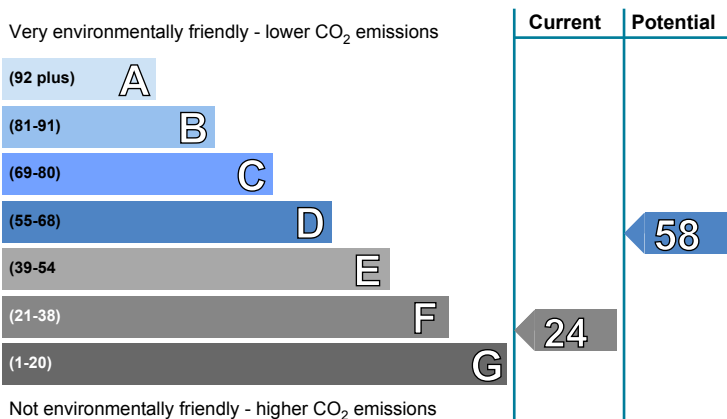 Very environmentally friendly - lower CO₂ emissions
Current
Potential
(92 plus) A
(81-91) B
(69-80) C
(55-68) D
58
(39-54 E
(21-38) F
24
(1-20) G
Not environmentally friendly - higher CO₂ emissions